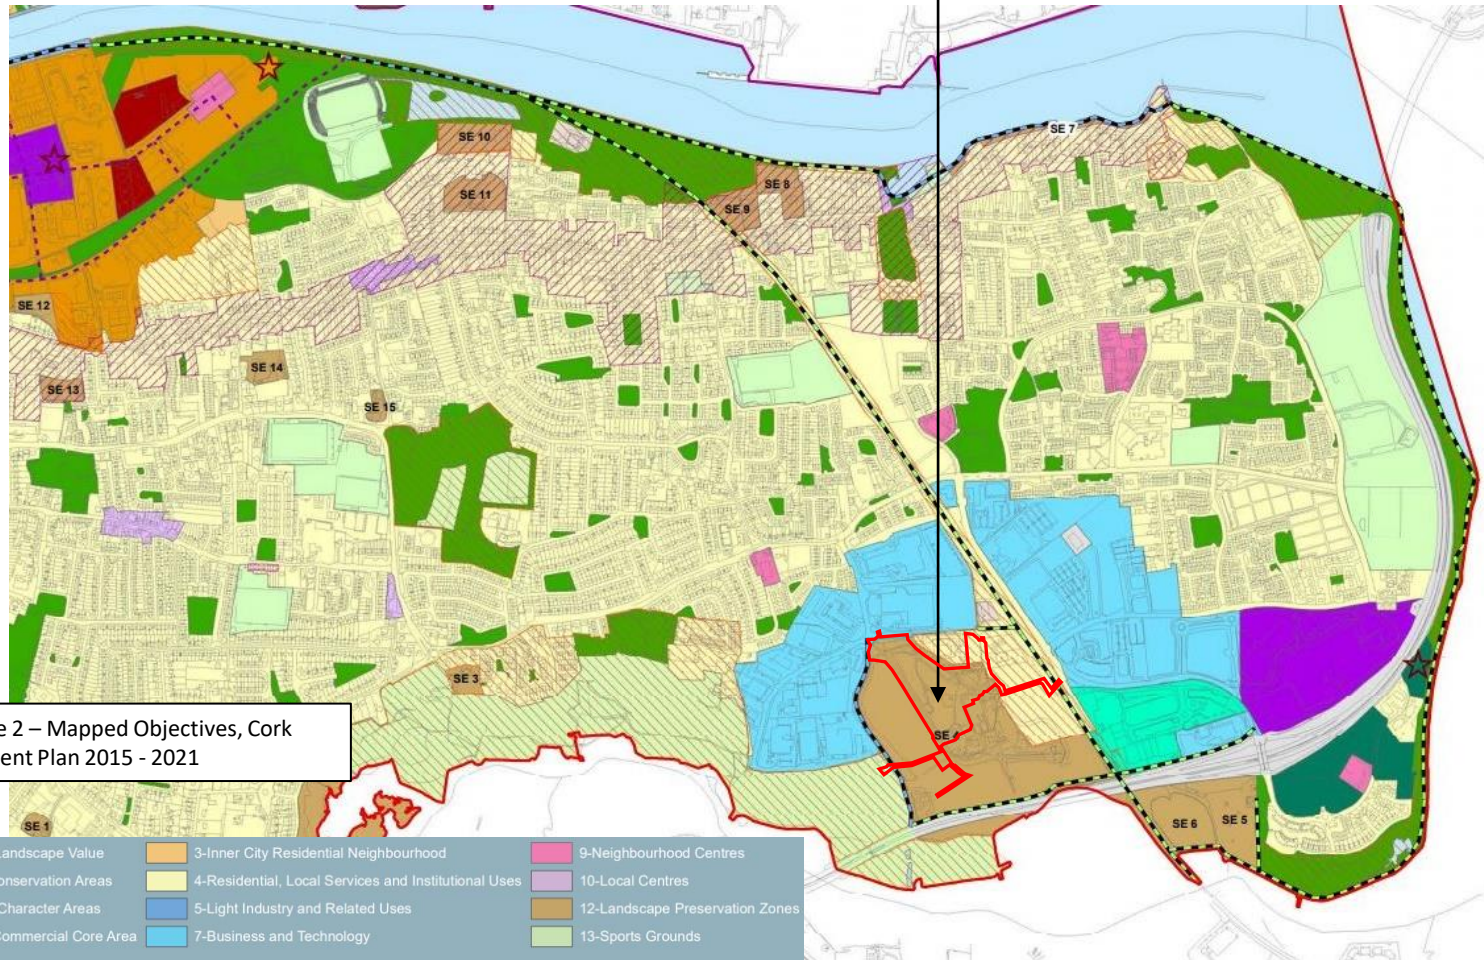 SE 7
SE 10
SE 8
SE 11
SE 9
SE 12
SE 14
SE 13
SE 15
SE 3
e 2 – Mapped Objectives, Cork
ent Plan 2015 - 2021
SE 4
SE 6
SE 5
SE 1
andscape Value
onservation Areas
Character Areas
ommercial Core Area
3-Inner City Residential Neighbourhood
4-Residential, Local Services and Institutional Uses
5-Light Industry and Related Uses
7-Business and Technology
9-Neighbourhood Centres
10-Local Centres
12-Landscape Preservation Zones
13-Sports Grounds